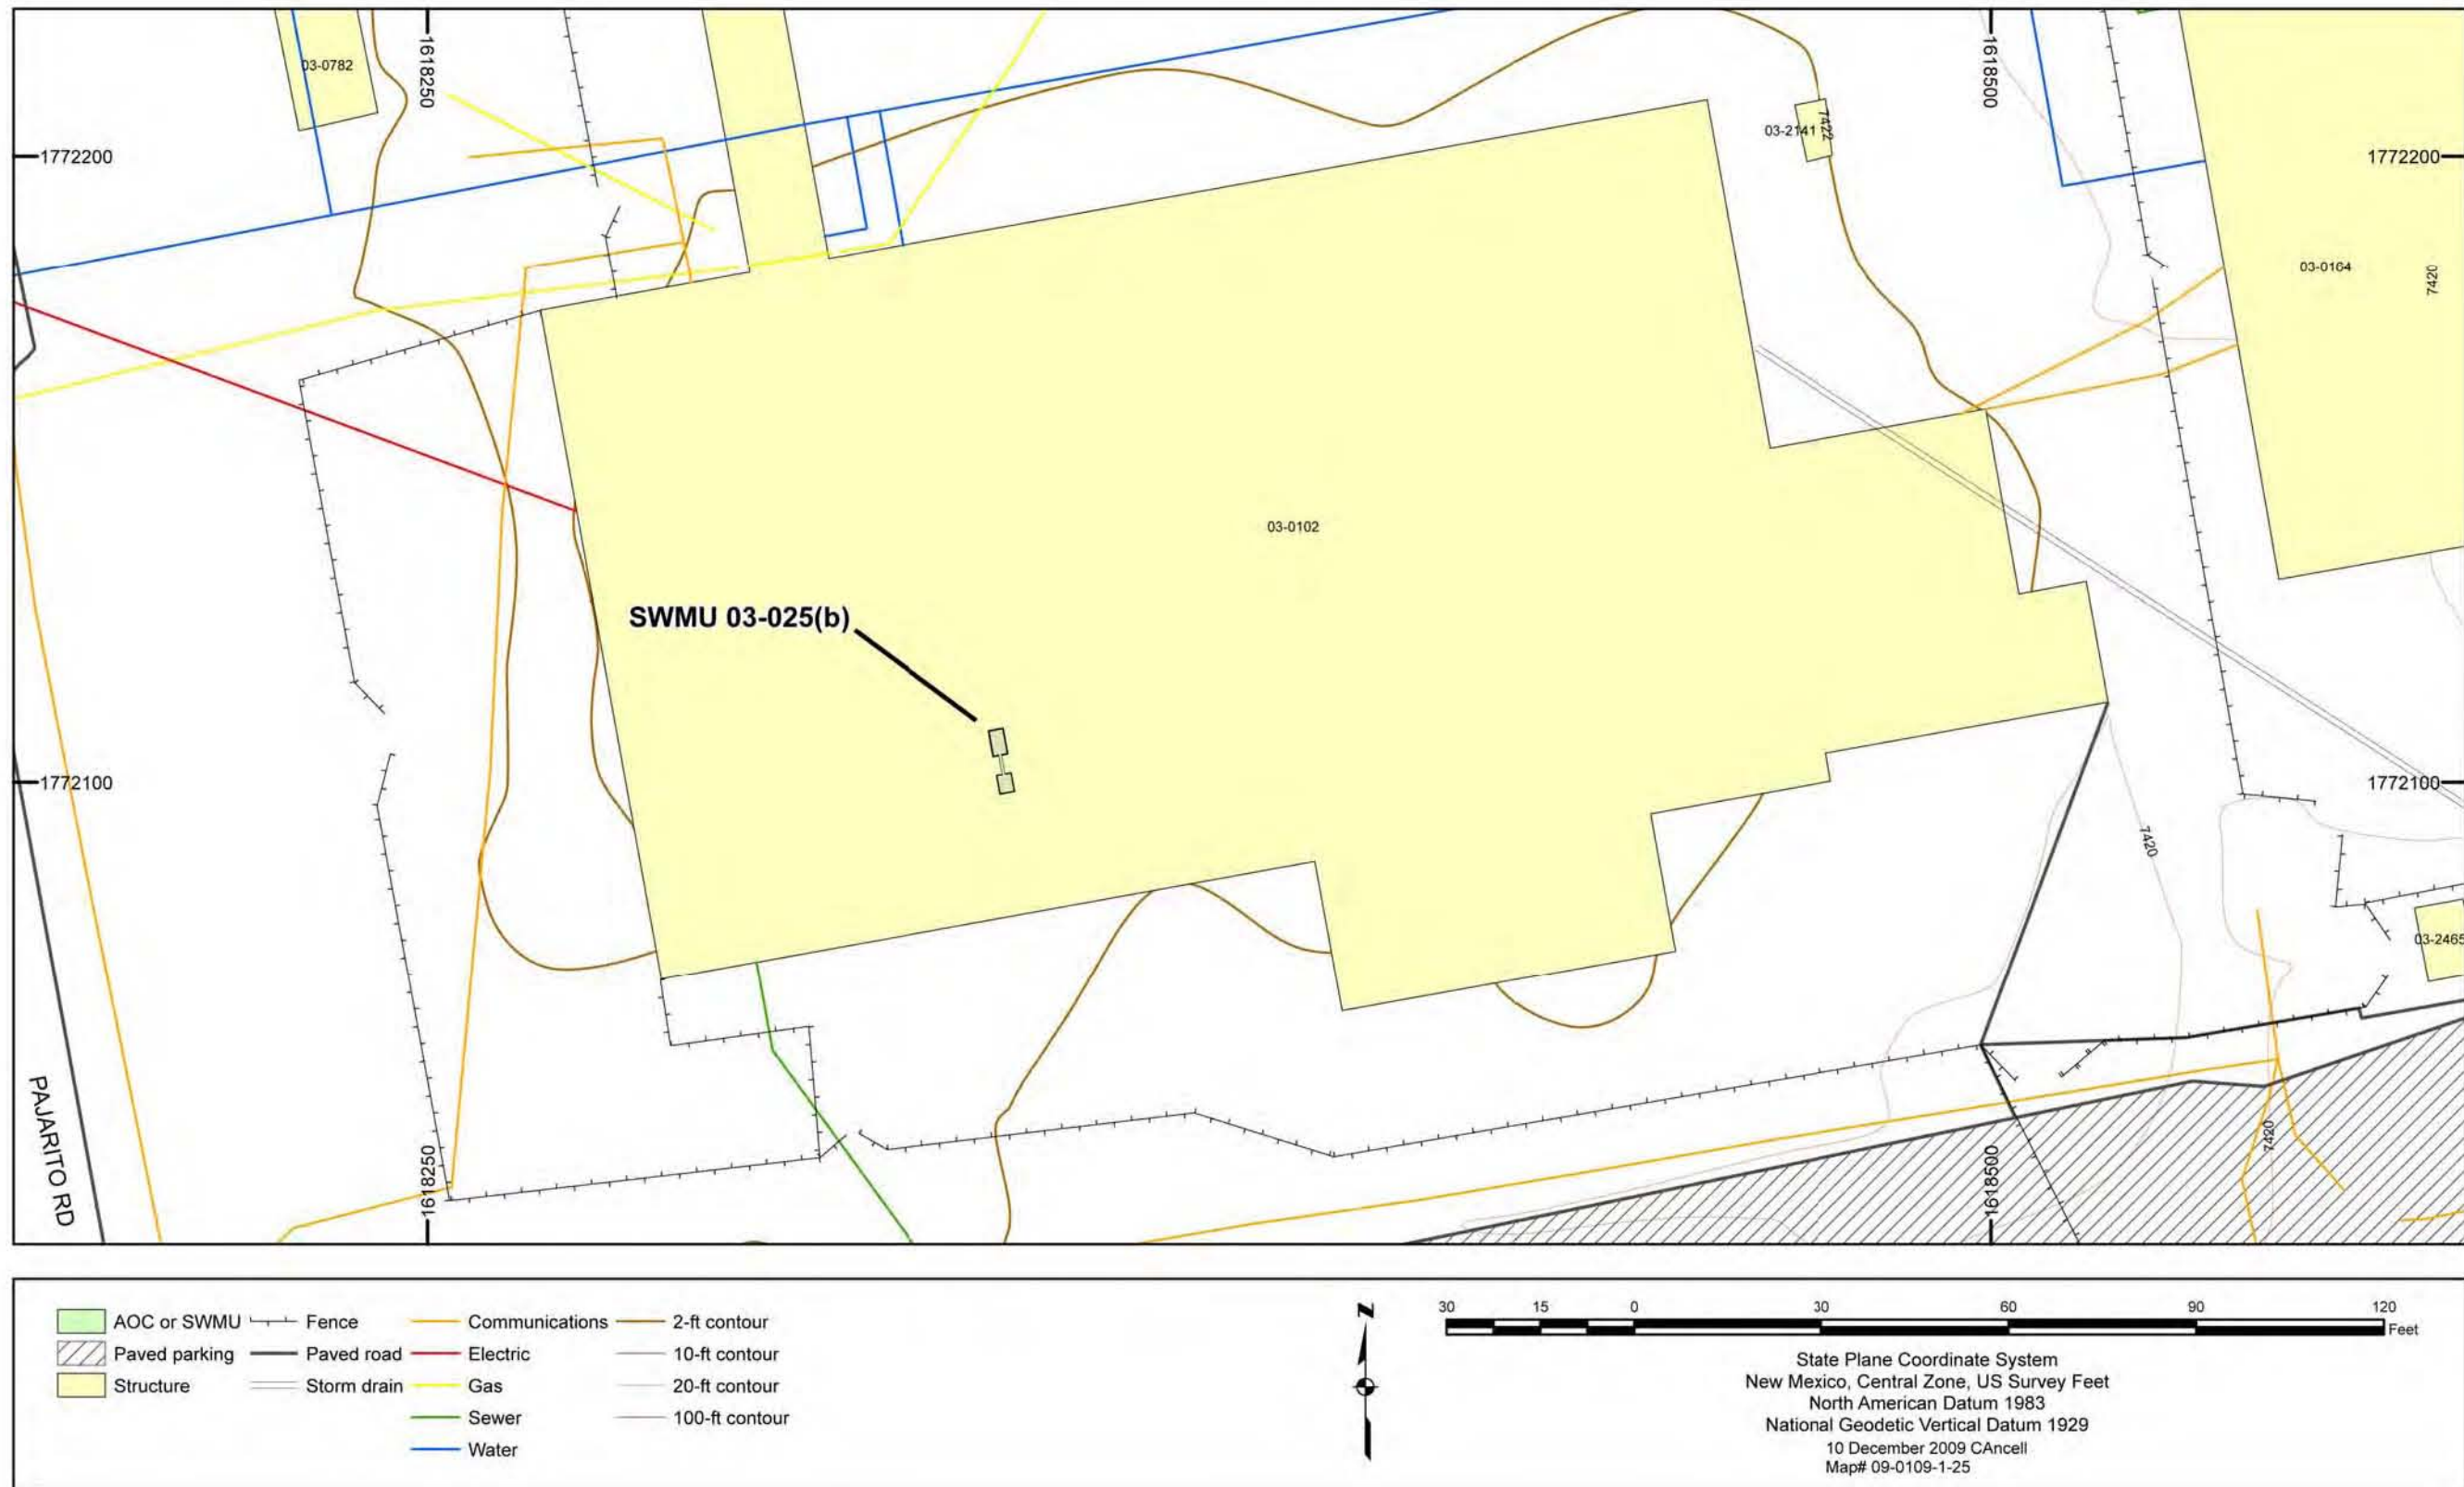 1618250
1618500
03-0782
03-2141
7422
1772200
1772200
03-0164
7420
03-0102
SWMU 03-025(b)
1772100
1772100
7420
03-2465
PAJARITO RD
1618250
1618500
7420
AOC or SWMU
Paved parking
Structure
Fence
Paved road
Storm drain
Communications
Electric
Gas
Sewer
Water
2-ft contour
10-ft contour
20-ft contour
100-ft contour
N
30 15 0 30 60 90 120
Feet
State Plane Coordinate System
New Mexico, Central Zone, US Survey Feet
North American Datum 1983
National Geodetic Vertical Datum 1929
10 December 2009 CAncell
Map# 09-0109-1-25